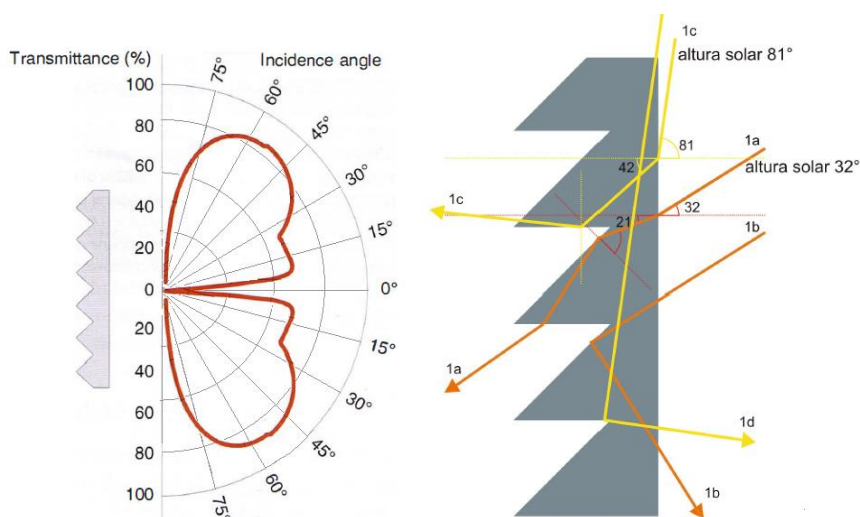 Transmittance (%)
Incidence angle
100
80
60
40
20
0
20
40
60
80
100
75°
60°
45°
30°
15°
0°
15°
30°
45°
60°
75°
1c
altura solar 81°
81
42
1a
altura solar 32°
1c
21
32
1b
1a
1d
1b